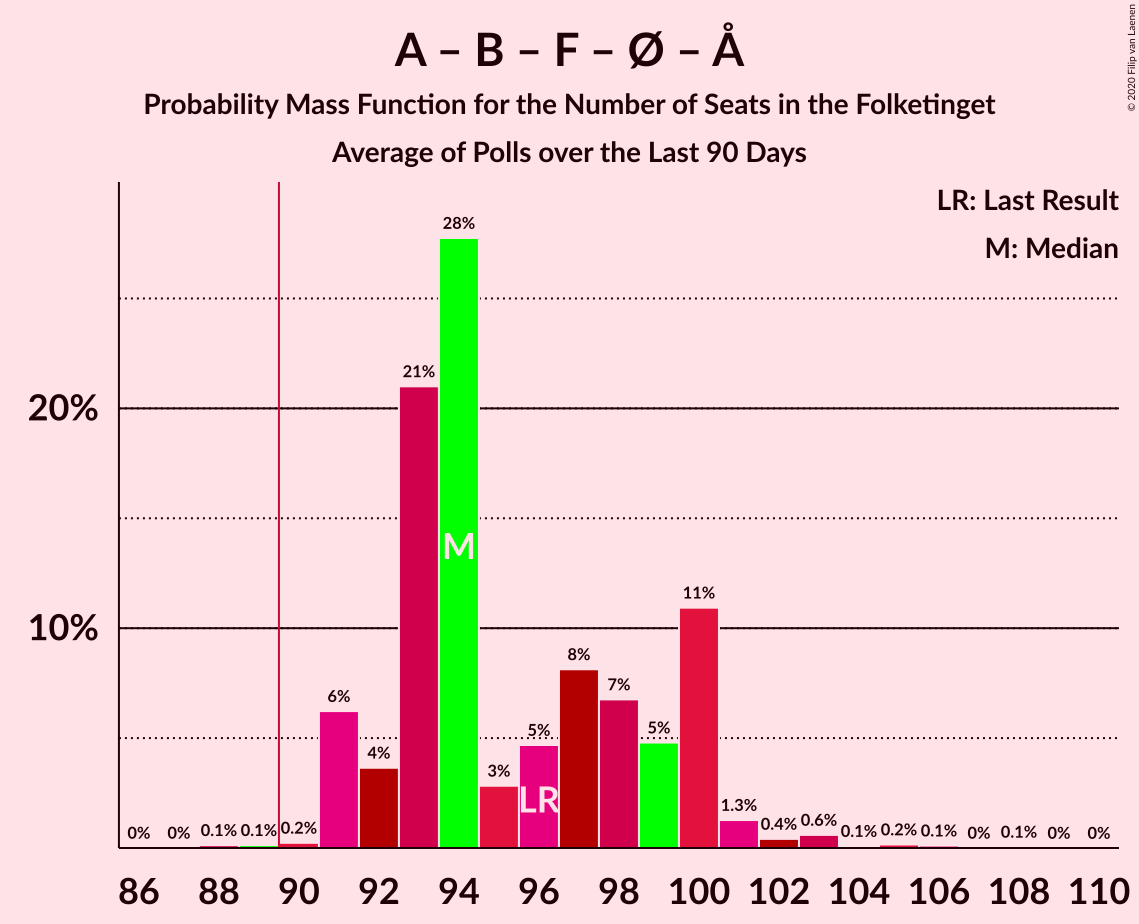 A – B – F – Ø – Å
Probability Mass Function for the Number of Seats in the Folketinget
Average of Polls over the Last 90 Days
© 2020 Filip van Laenen
LR: Last Result
M: Median
20%
10%
0% 0% 0.1% 0.1% 0.2% 6% 4% 21% 28% 3% 5% 8% 7% 5% 11% 1.3% 0.4% 0.6% 0.1% 0.2% 0.1% 0% 0.1% 0% 0%
M
LR
86 88 90 92 94 96 98 100 102 104 106 108 110